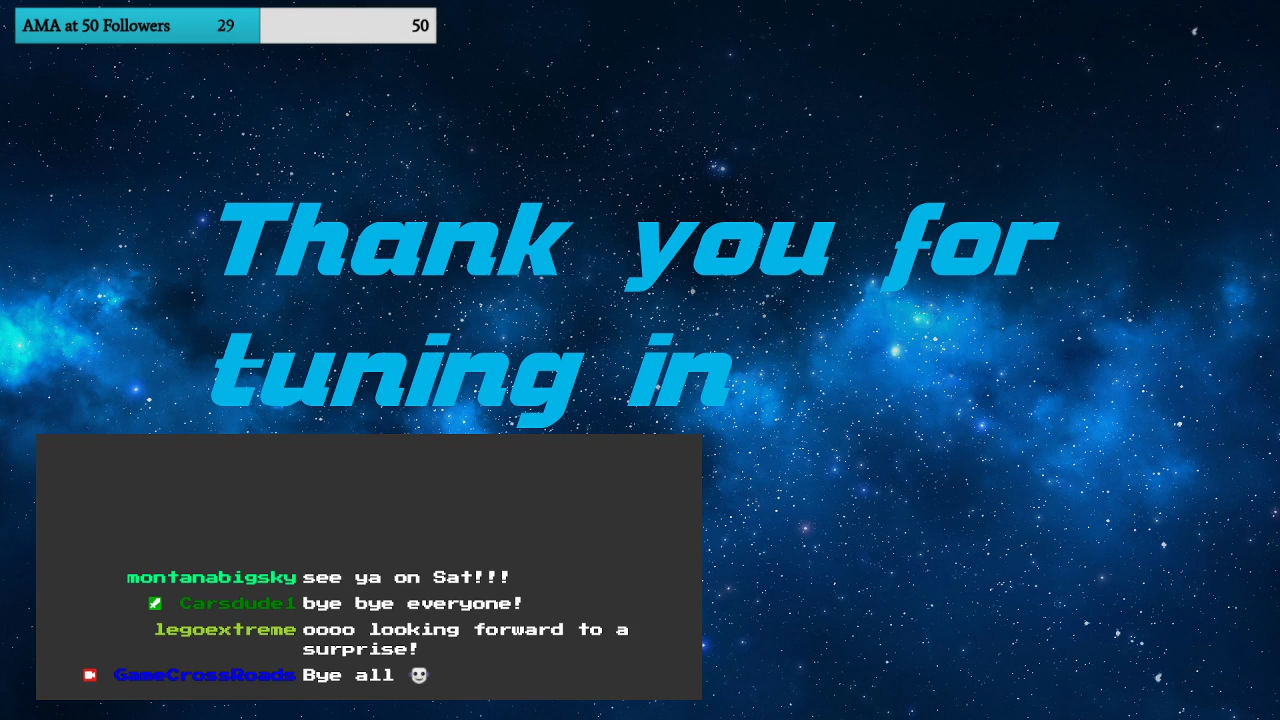 AMA at 50 Followers 29 50
Thank you for
tuning in
montanabigsky see ya on Sat!!!
Carsdude1 bye bye everyone!
legoextreme oooo looking forward to a
surprise!
GameCrossRoads Bye all